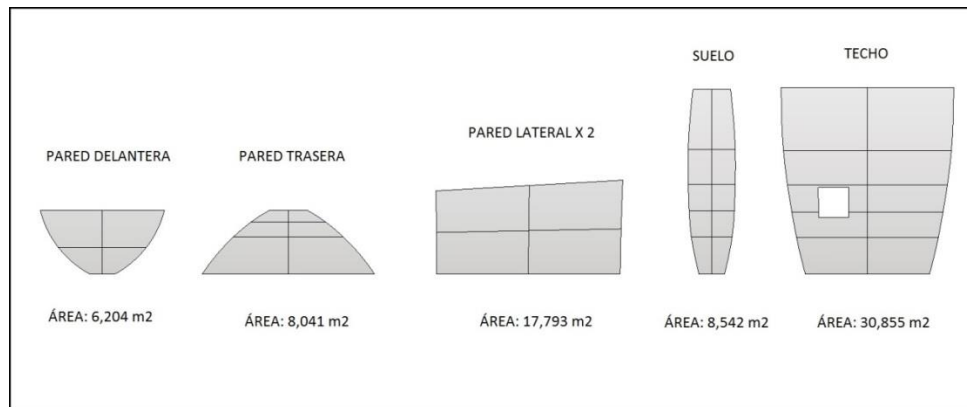 PARED DELANTERA
ÁREA: 6,204 m2
PARED TRASERA
ÁREA: 8,041 m2
PARED LATERAL X 2
ÁREA: 17,793 m2
SUELO
ÁREA: 8,542 m2
TECHO
ÁREA: 30,855 m2